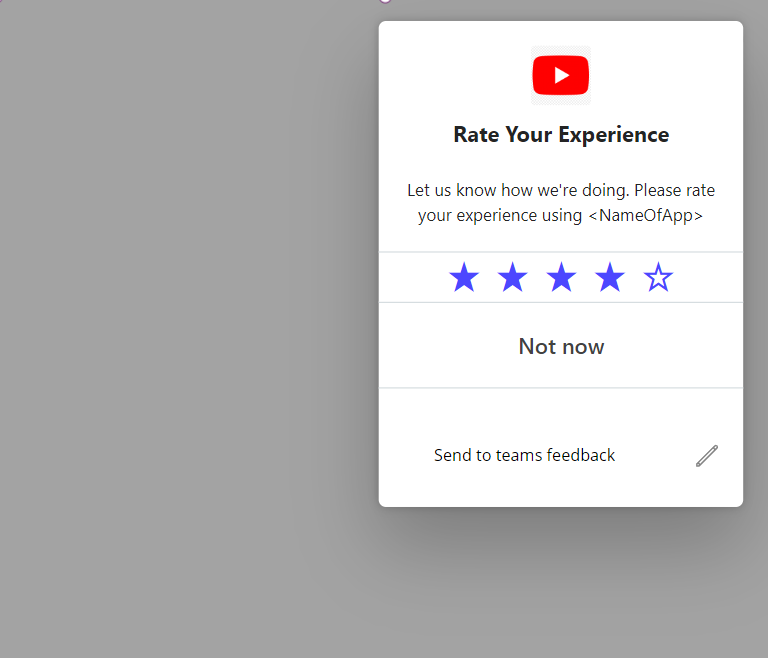 Rate Your Experience
Let us know how we're doing. Please rate
your experience using <NameOfApp>
Not now
Send to teams feedback